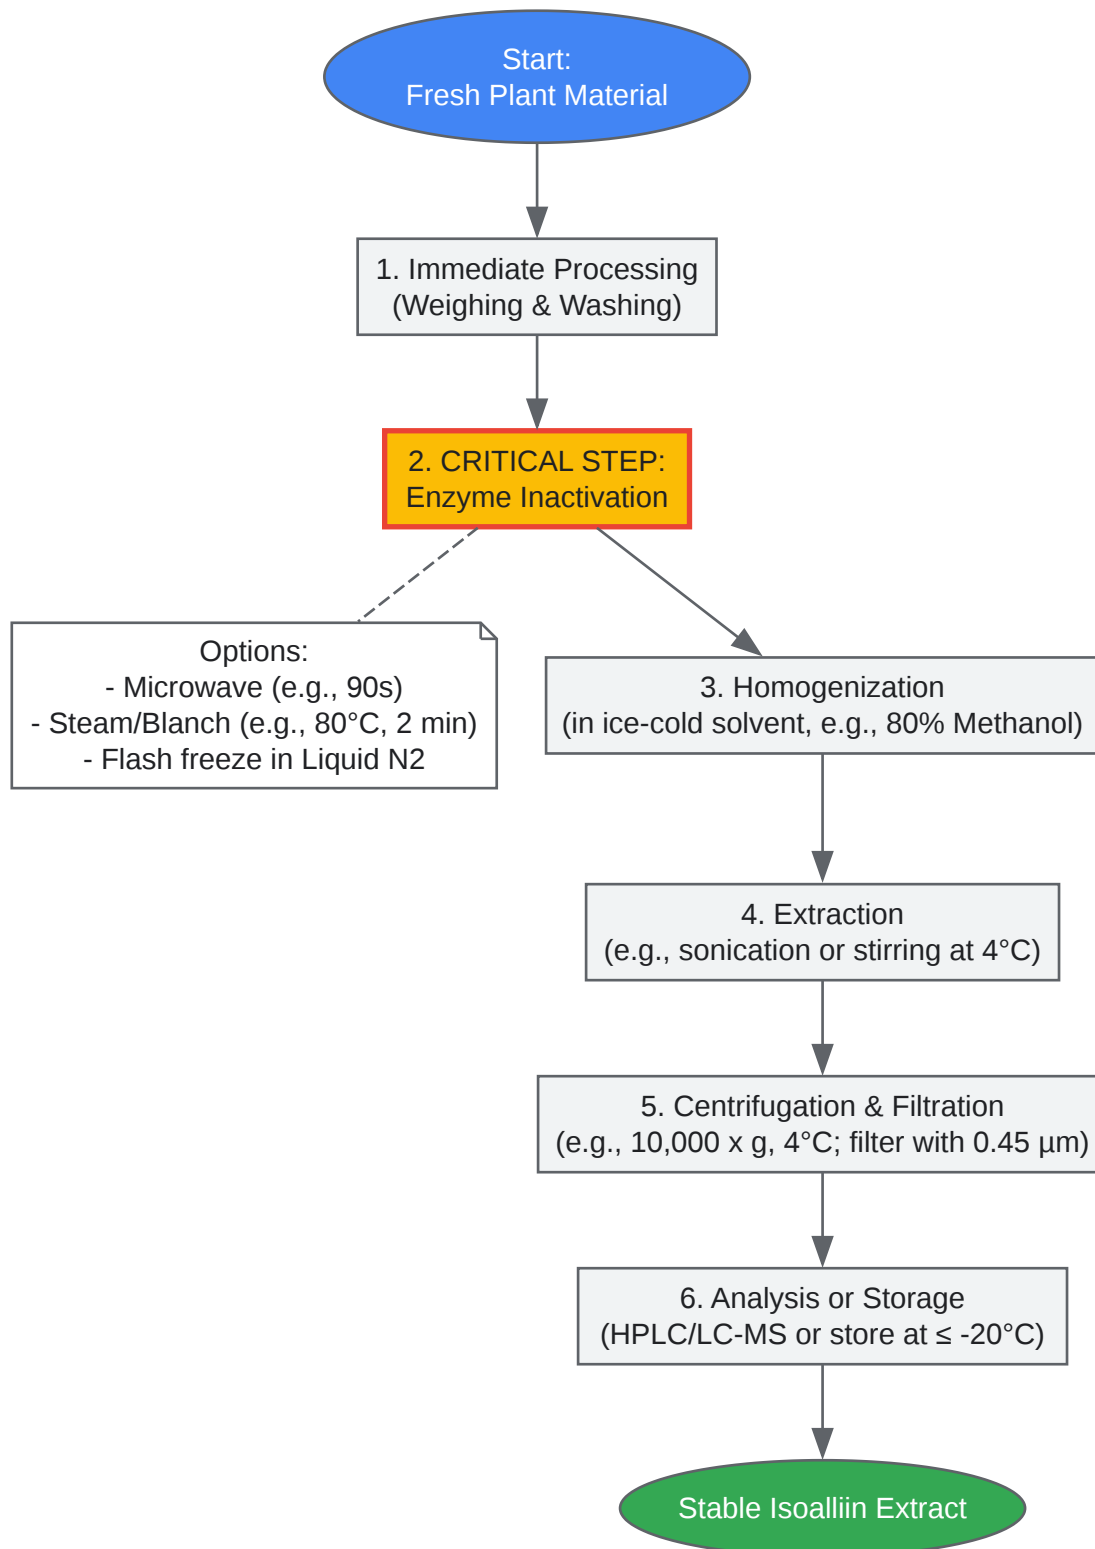 Start:
Fresh Plant Material
1. Immediate Processing
(Weighing & Washing)
2. CRITICAL STEP:
Enzyme Inactivation
Options:
- Microwave (e.g., 90s)
- Steam/Blanch (e.g., 80°C, 2 min)
- Flash freeze in Liquid N2
3. Homogenization
(in ice-cold solvent, e.g., 80% Methanol)
4. Extraction
(e.g., sonication or stirring at 4°C)
5. Centrifugation & Filtration
(e.g., 10,000 x g, 4°C; filter with 0.45 µm)
6. Analysis or Storage
(HPLC/LC-MS or store at ≤ -20°C)
Stable Isoalliin Extract